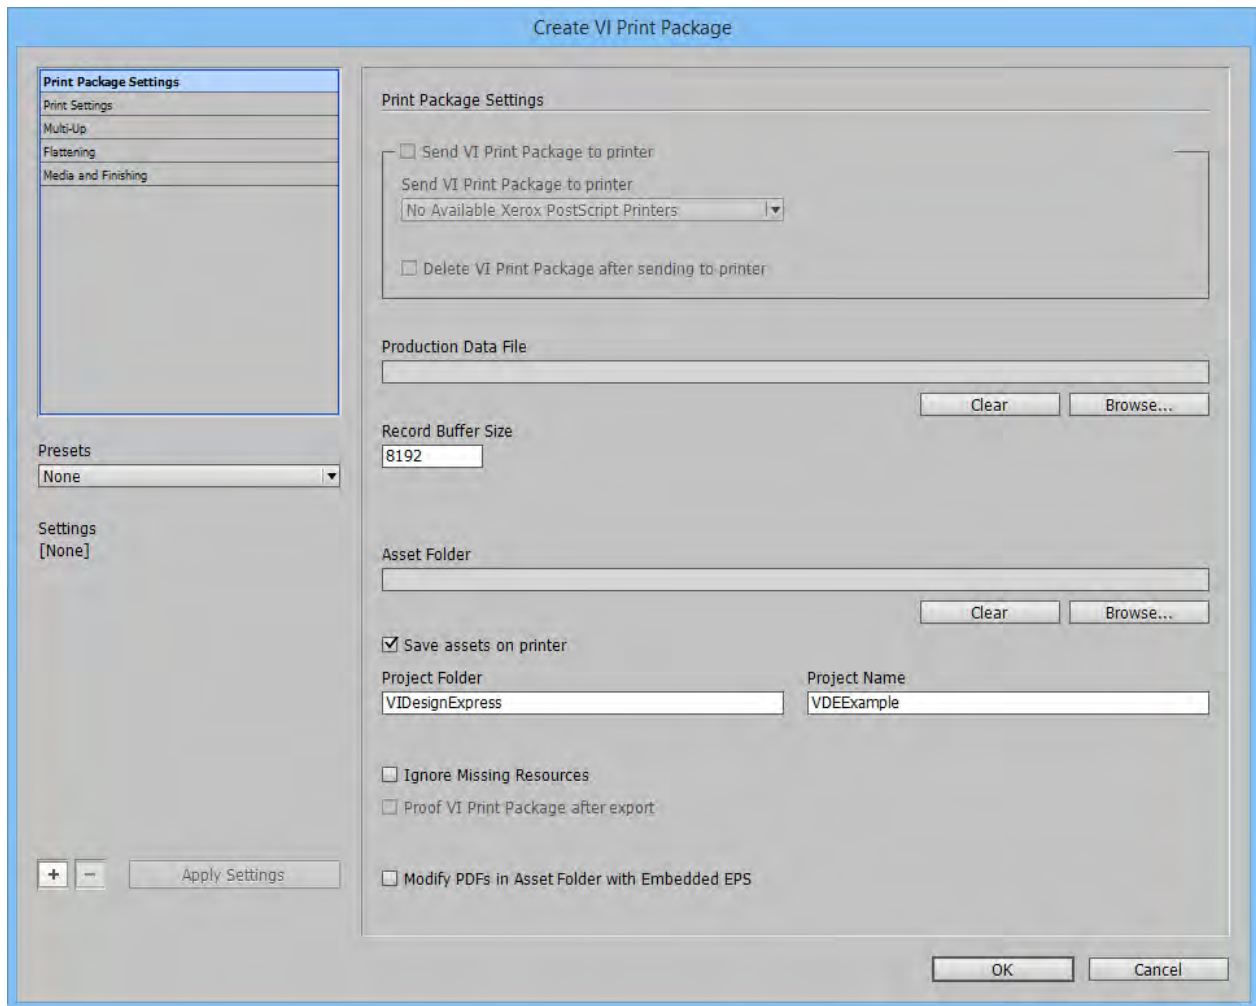 Create VI Print Package
Print Package Settings
Print Settings
Multi-Up
Flattening
Media and Finishing
Presets
None
Settings
[None]
+ − Apply Settings
Print Package Settings
Send VI Print Package to printer
Send VI Print Package to printer
No Available Xerox PostScript Printers
Delete VI Print Package after sending to printer
Production Data File
Clear Browse...
Record Buffer Size
8192
Asset Folder
Clear Browse...
Save assets on printer
Project Folder Project Name
VIDesignExpress VDEExample
Ignore Missing Resources
Proof VI Print Package after export
Modify PDFs in Asset Folder with Embedded EPS
OK Cancel